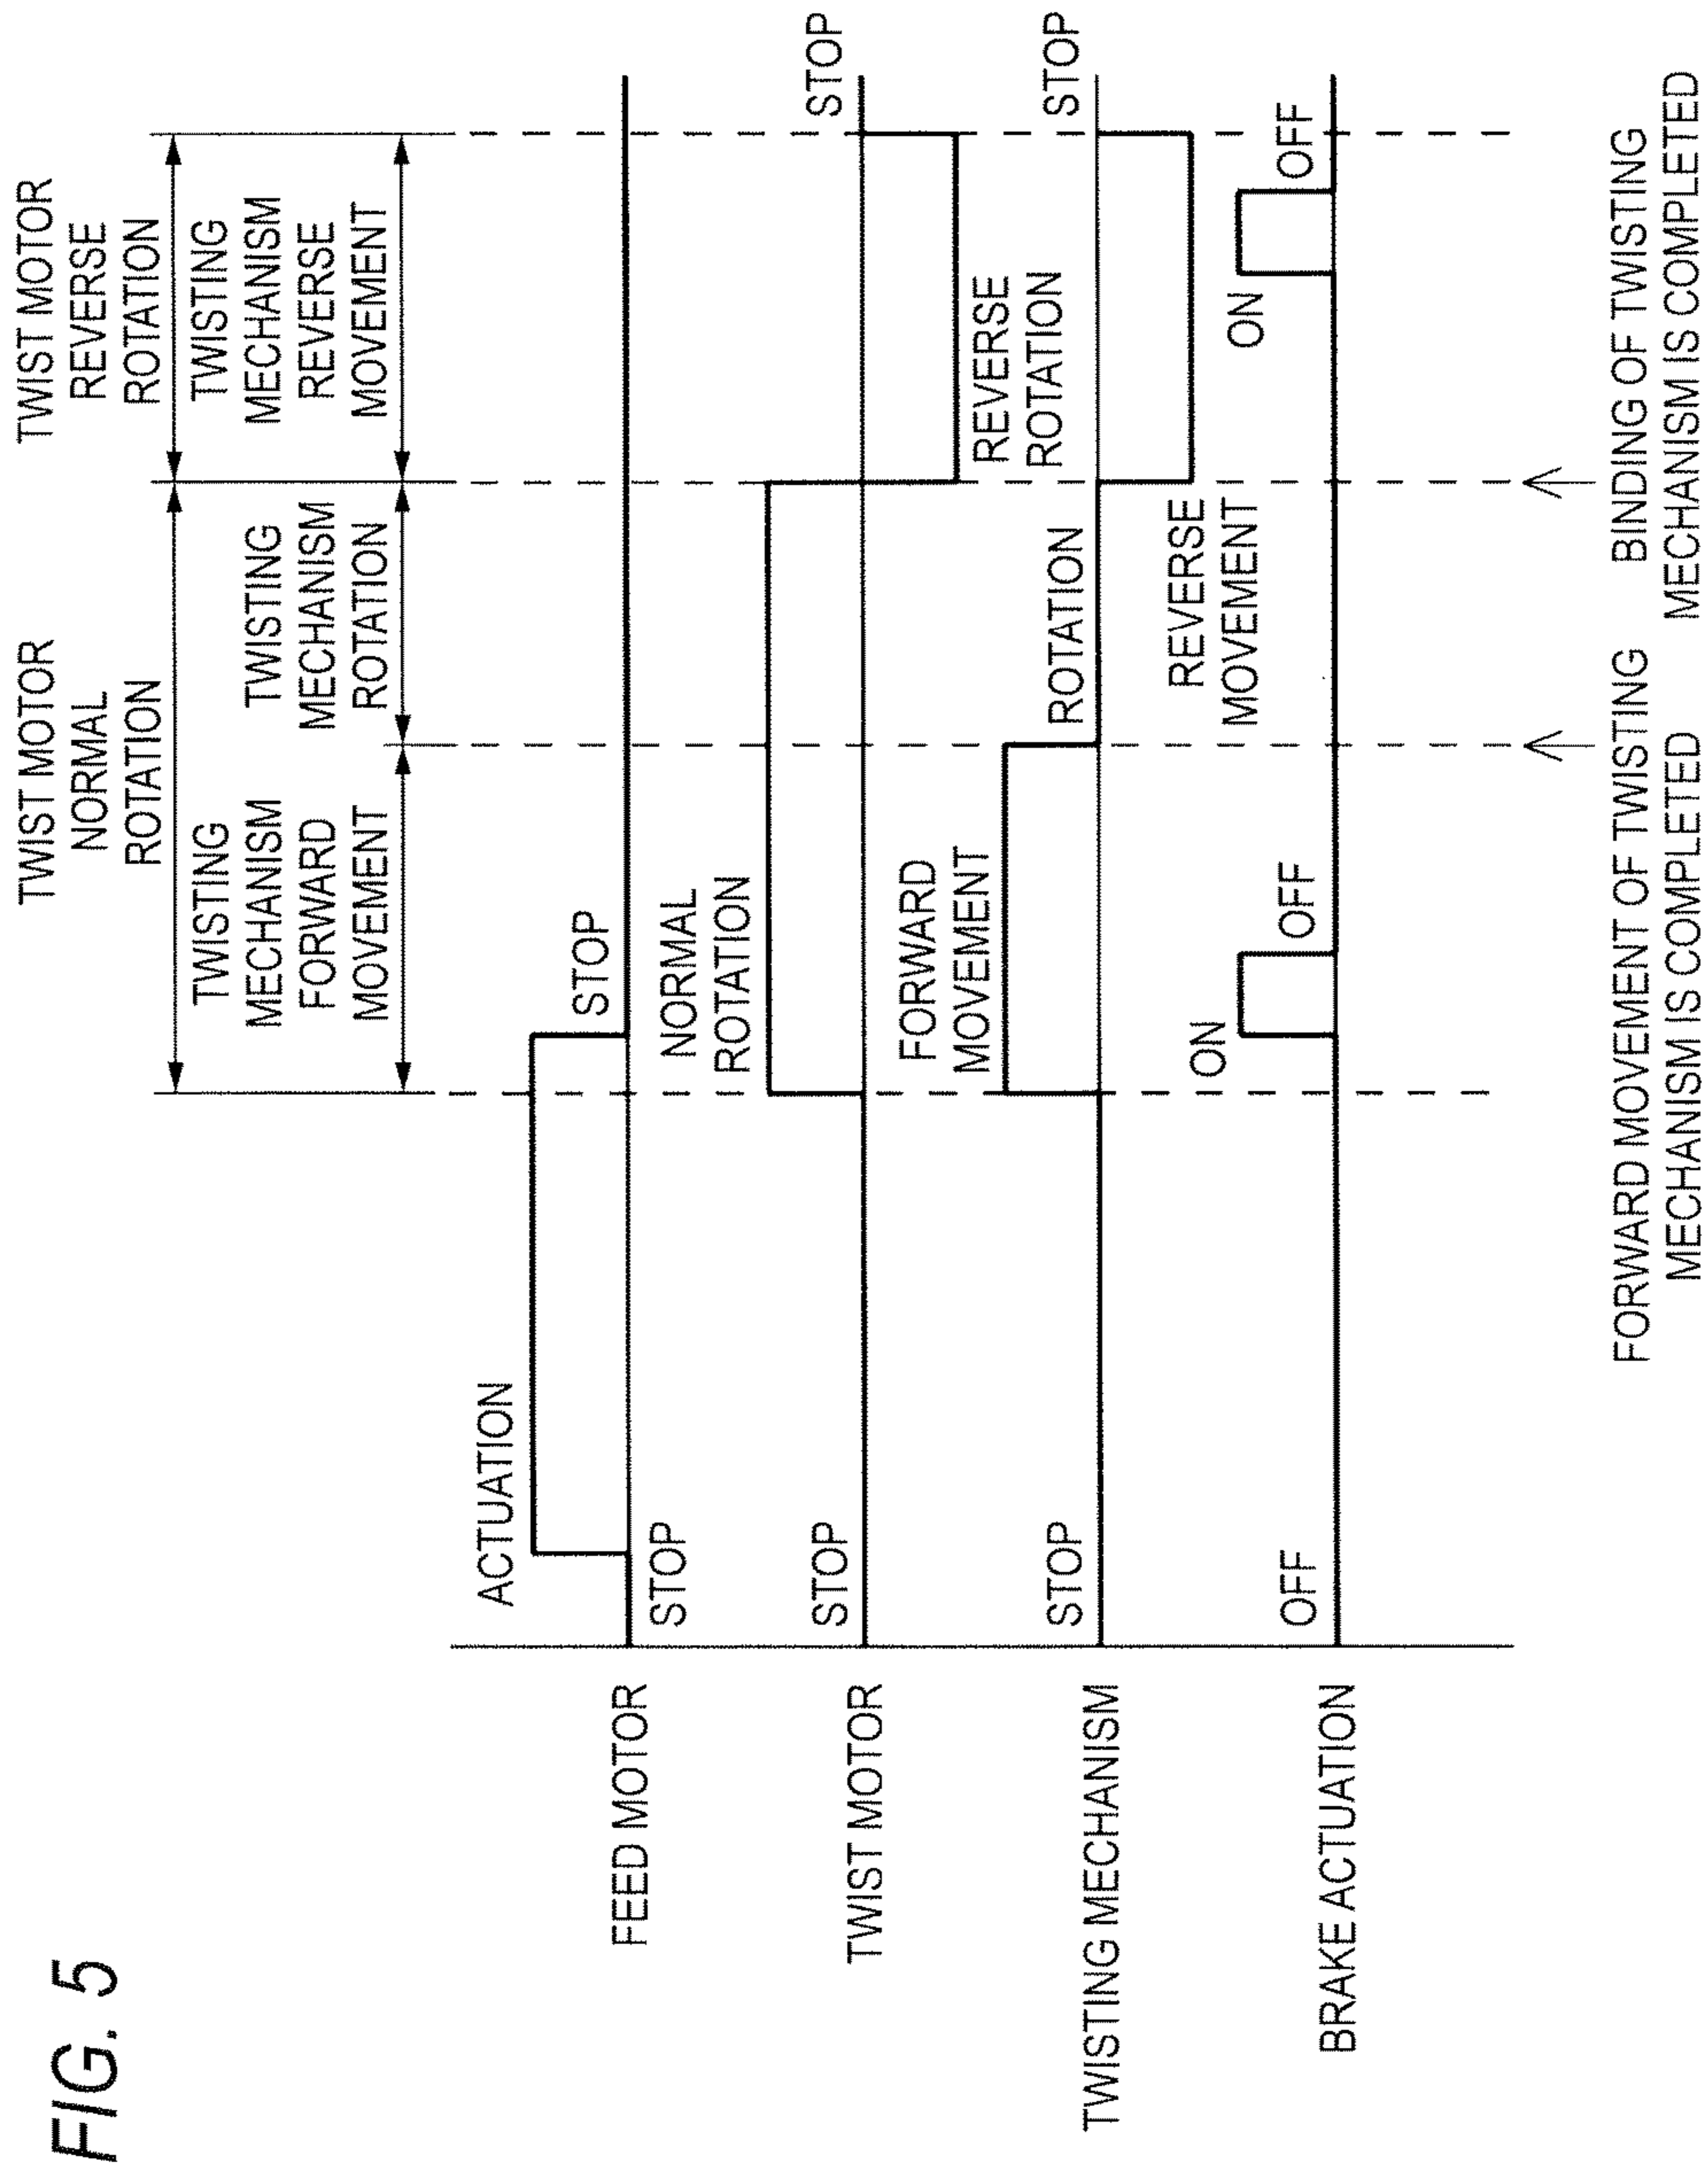 FIG. 5
TWIST MOTOR
NORMAL
ROTATION
TWIST MOTOR
REVERSE
ROTATION
TWISTING
MECHANISM
FORWARD
MOVEMENT
TWISTING
MECHANISM
ROTATION
TWISTING
MECHANISM
REVERSE
MOVEMENT
FEED MOTOR
STOP
ACTUATION
STOP
TWIST MOTOR
STOP
NORMAL
ROTATION
REVERSE
ROTATION
STOP
TWISTING MECHANISM
STOP
FORWARD
MOVEMENT
ROTATION
REVERSE
MOVEMENT
STOP
BRAKE ACTUATION
OFF
ON
OFF
ON
OFF
FORWARD MOVEMENT OF TWISTING
MECHANISM IS COMPLETED
BINDING OF TWISTING
MECHANISM IS COMPLETED